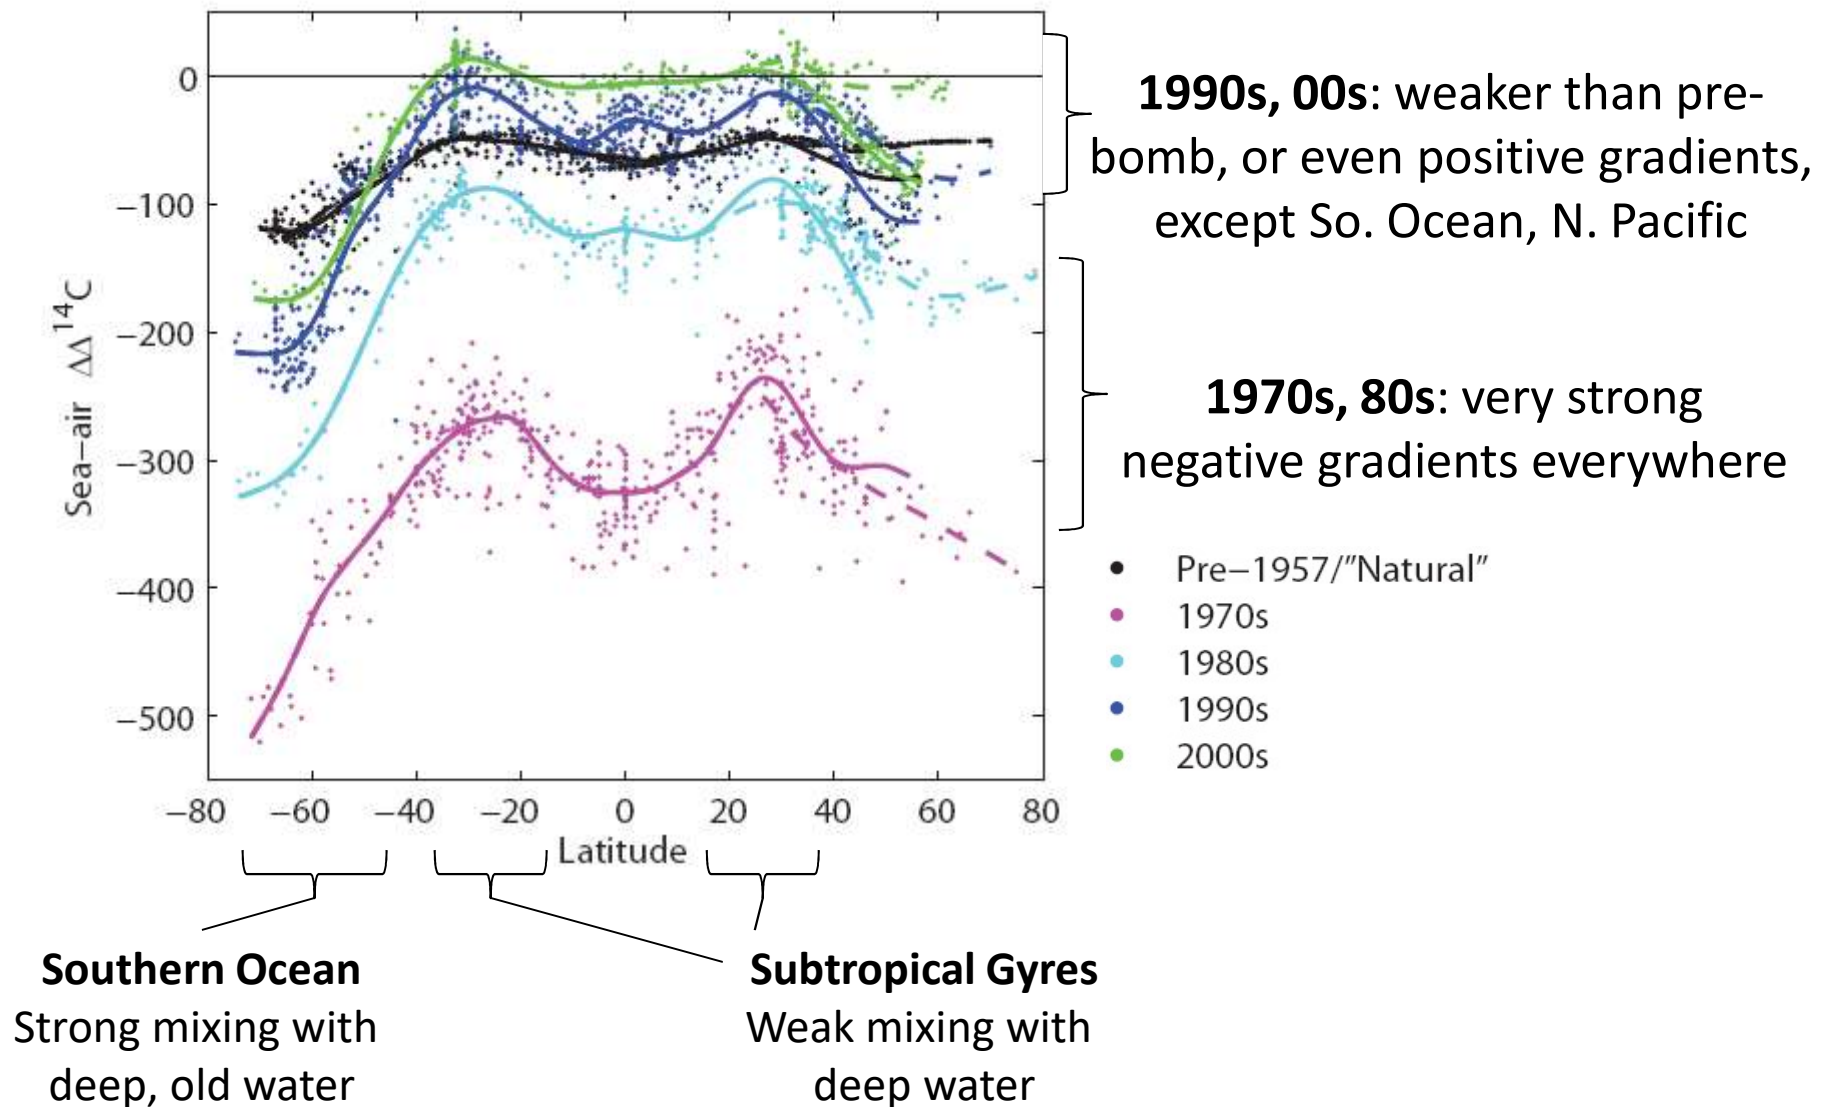 0
−100
−200
−300
−400
−500
Sea−air ΔΔ¹⁴C
−80 −60 −40 −20 0 20 40 60 80
Latitude
1990s, 00s: weaker than pre-
bomb, or even positive gradients,
except So. Ocean, N. Pacific
1970s, 80s: very strong
negative gradients everywhere
Pre−1957/”Natural”
1970s
1980s
1990s
2000s
Southern Ocean
Strong mixing with
deep, old water
Subtropical Gyres
Weak mixing with
deep water